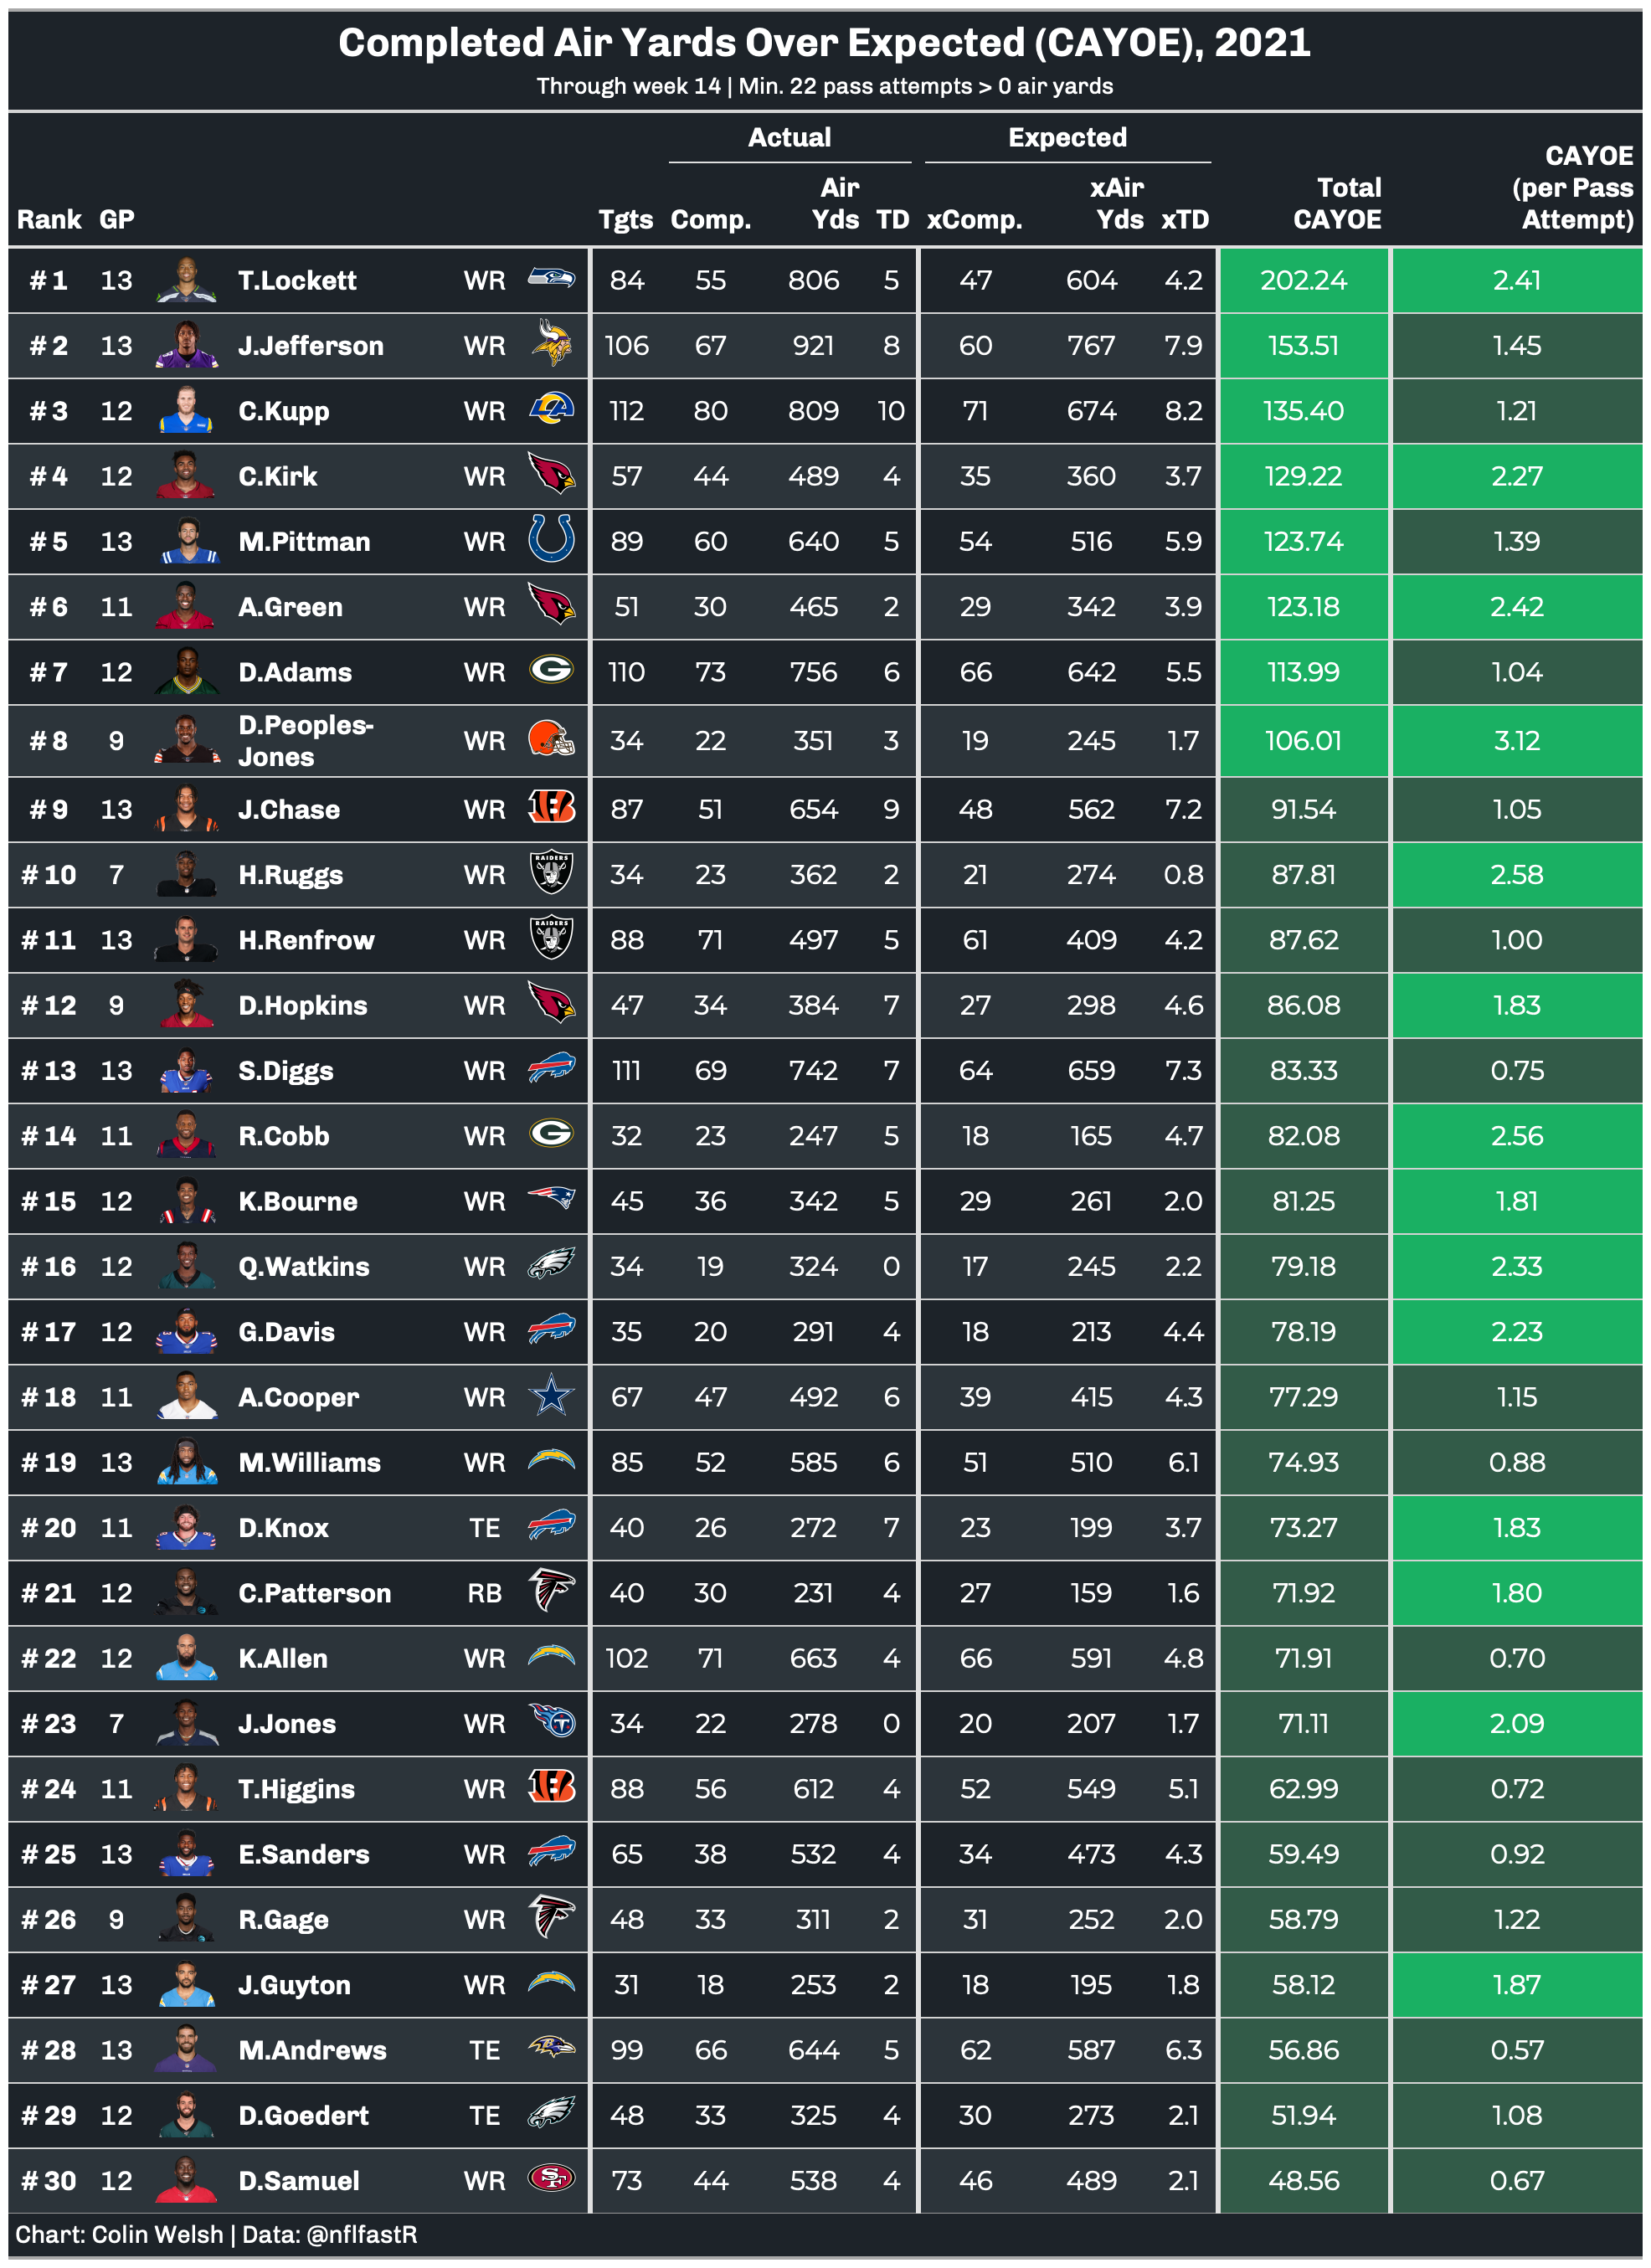 Completed Air Yards Over Expected (CAYOE), 2021
Through week 14 | Min. 22 pass attempts > 0 air yards
Actual Expected
Rank GP Tgts Comp. Air Yds TD xComp. xAir Yds xTD Total CAYOE CAYOE (per Pass Attempt)
# 1 13 T.Lockett WR 84 55 806 5 47 604 4.2 202.24 2.41
# 2 13 J.Jefferson WR 106 67 921 8 60 767 7.9 153.51 1.45
# 3 12 C.Kupp WR 112 80 809 10 71 674 8.2 135.40 1.21
# 4 12 C.Kirk WR 57 44 489 4 35 360 3.7 129.22 2.27
# 5 13 M.Pittman WR 89 60 640 5 54 516 5.9 123.74 1.39
# 6 11 A.Green WR 51 30 465 2 29 342 3.9 123.18 2.42
# 7 12 D.Adams WR 110 73 756 6 66 642 5.5 113.99 1.04
# 8 9 D.Peoples-Jones WR 34 22 351 3 19 245 1.7 106.01 3.12
# 9 13 J.Chase WR 87 51 654 9 48 562 7.2 91.54 1.05
# 10 7 H.Ruggs WR RAIDERS 34 23 362 2 21 274 0.8 87.81 2.58
# 11 13 H.Renfrow WR RAIDERS 88 71 497 5 61 409 4.2 87.62 1.00
# 12 9 D.Hopkins WR 47 34 384 7 27 298 4.6 86.08 1.83
# 13 13 S.Diggs WR 111 69 742 7 64 659 7.3 83.33 0.75
# 14 11 R.Cobb WR 32 23 247 5 18 165 4.7 82.08 2.56
# 15 12 K.Bourne WR 45 36 342 5 29 261 2.0 81.25 1.81
# 16 12 Q.Watkins WR 34 19 324 0 17 245 2.2 79.18 2.33
# 17 12 G.Davis WR 35 20 291 4 18 213 4.4 78.19 2.23
# 18 11 A.Cooper WR 67 47 492 6 39 415 4.3 77.29 1.15
# 19 13 M.Williams WR 85 52 585 6 51 510 6.1 74.93 0.88
# 20 11 D.Knox TE 40 26 272 7 23 199 3.7 73.27 1.83
# 21 12 C.Patterson RB 40 30 231 4 27 159 1.6 71.92 1.80
# 22 12 K.Allen WR 102 71 663 4 66 591 4.8 71.91 0.70
# 23 7 J.Jones WR 34 22 278 0 20 207 1.7 71.11 2.09
# 24 11 T.Higgins WR 88 56 612 4 52 549 5.1 62.99 0.72
# 25 13 E.Sanders WR 65 38 532 4 34 473 4.3 59.49 0.92
# 26 9 R.Gage WR 48 33 311 2 31 252 2.0 58.79 1.22
# 27 13 J.Guyton WR 31 18 253 2 18 195 1.8 58.12 1.87
# 28 13 M.Andrews TE 99 66 644 5 62 587 6.3 56.86 0.57
# 29 12 D.Goedert TE 48 33 325 4 30 273 2.1 51.94 1.08
# 30 12 D.Samuel WR 73 44 538 4 46 489 2.1 48.56 0.67
Chart: Colin Welsh | Data: @nflfastR